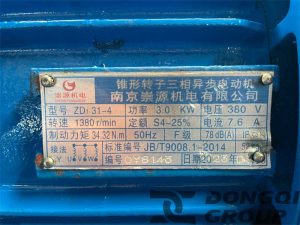 崇源机电
锥形转子三相异步电动机
南京崇源机电有限公司
型号 ZD1 31-4 功率 3.0 KW 电压 380 V
转速 1380 r/min 定额 S4-25% 电流 7.6 A
制动力矩 34.32 N.m 50Hz F 级 78 dB(A)
接法 标准编号 JB/T9008.1-2014
编号
DONGQI
GROUP